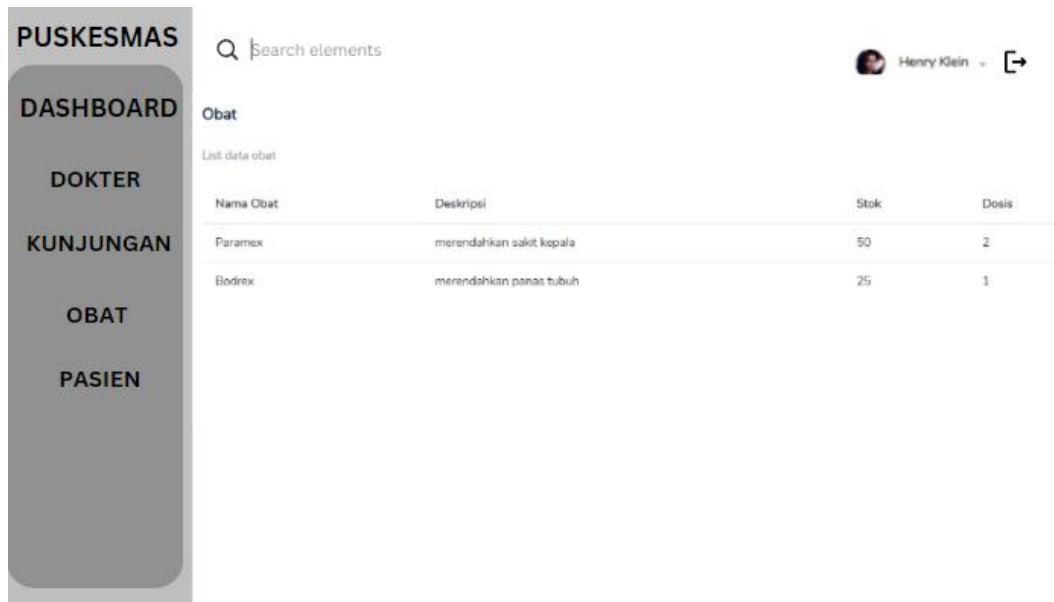 PUSKESMAS
DASHBOARD
DOKTER
KUNJUNGAN
OBAT
PASIEN
Search elements
Henry Klein
Obat
List data obat
Nama Obat Deskripsi Stok Dosis
Paramex merendahkan sakit kepala 50 2
Bodrex merendahkan panas tubuh 25 1